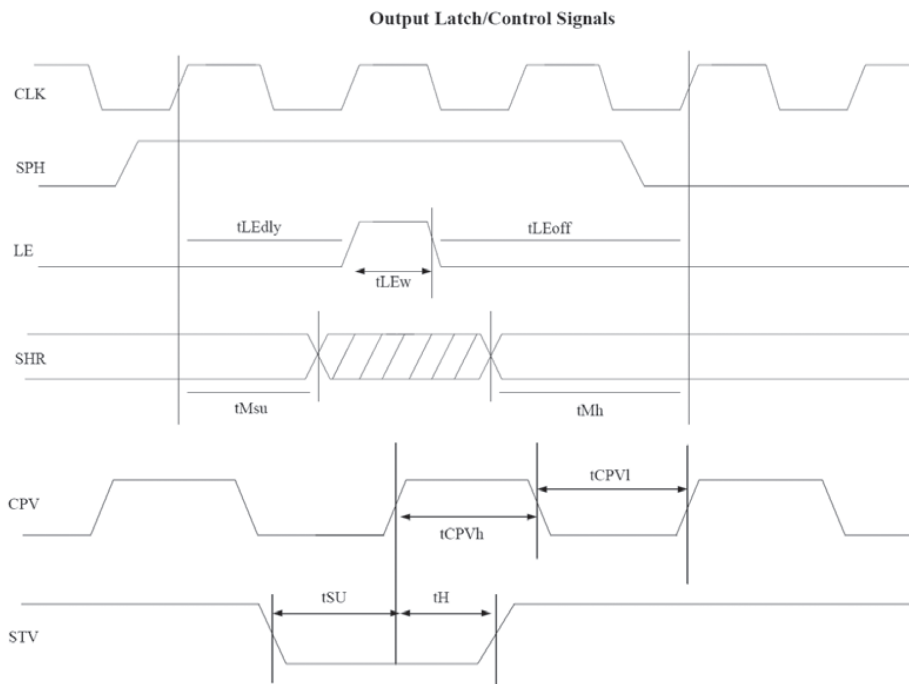 Output Latch/Control Signals
CLK
SPH
LE
tLEdly
tLEoff
tLEw
SHR
tMsu
tMh
CPV
tCPVl
tCPVh
tSU
tH
STV